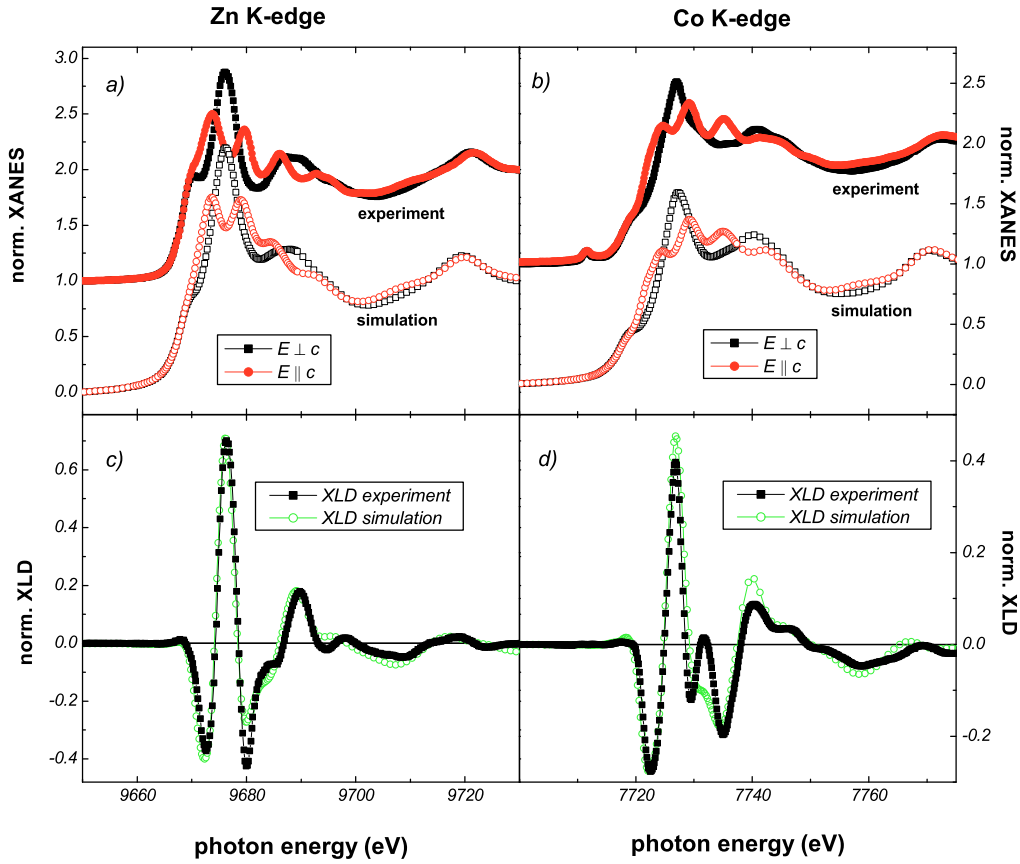 Zn K-edge
Co K-edge
a)
b)
3.0
2.5
2.0
1.5
1.0
0.5
0.0
norm. XANES
experiment
simulation
E ⊥ c
E || c
experiment
simulation
E ⊥ c
E || c
2.5
2.0
1.5
1.0
0.5
0.0
norm. XANES
c)
d)
0.6
0.4
0.2
0.0
-0.2
-0.4
norm. XLD
XLD experiment
XLD simulation
XLD experiment
XLD simulation
0.4
0.2
0.0
-0.2
norm. XLD
9660 9680 9700 9720
7720 7740 7760
photon energy (eV)
photon energy (eV)